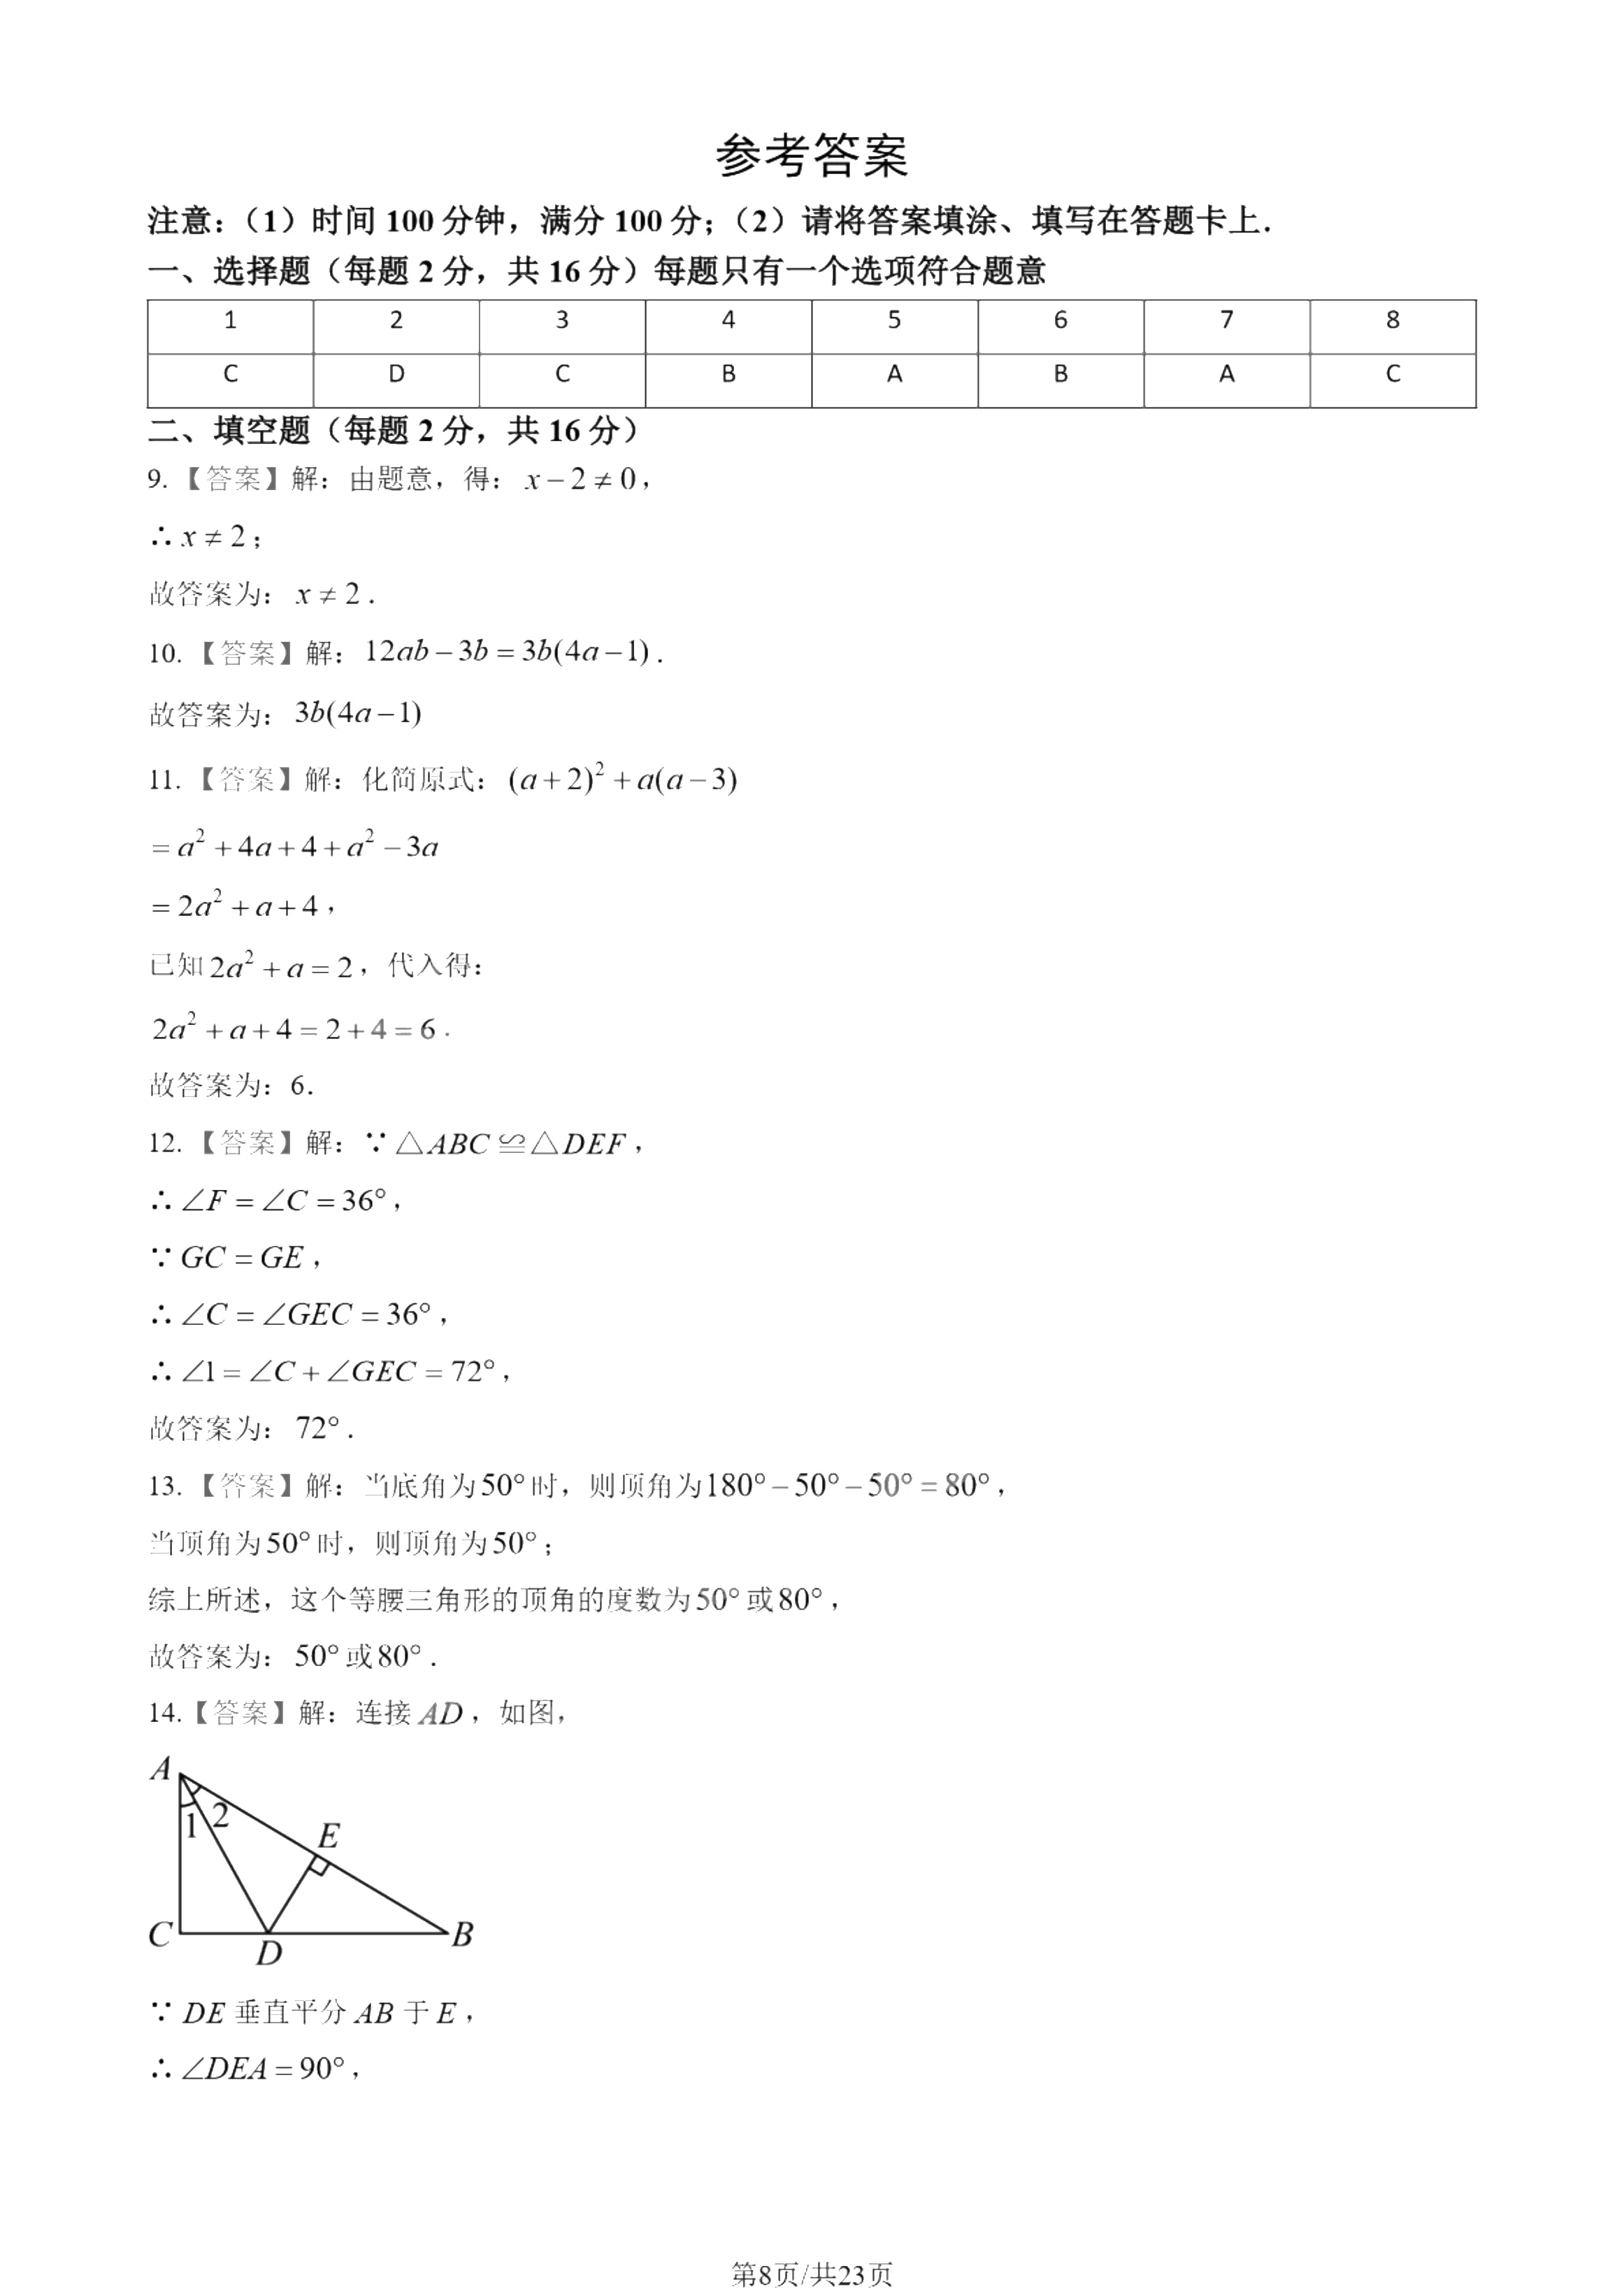 参考答案
注意：（1）时间 100 分钟，满分 100 分；（2）请将答案填涂、填写在答题卡上．
一、选择题（每题 2 分，共 16 分）每题只有一个选项符合题意
1 2 3 4 5 6 7 8
C D C B A B A C
二、填空题（每题 2 分，共 16 分）
9. 【答案】解：由题意，得：x－2≠0，
∴x≠2；
故答案为：x≠2．
10. 【答案】解：12ab－3b＝3b(4a－1)．
故答案为：3b(4a－1)
11. 【答案】解：化简原式：(a+2)²+a(a－3)
=a²+4a+4+a²－3a
=2a²+a+4，
已知2a²+a=2，代入得：
2a²+a+4=2+4=6．
故答案为：6．
12. 【答案】解：∵△ABC≌△DEF，
∴∠F=∠C=36°，
∵GC=GE，
∴∠C=∠GEC=36°，
∴∠1=∠C+∠GEC=72°，
故答案为：72°．
13. 【答案】解：当底角为50°时，则顶角为180°－50°－50°=80°，
当顶角为50°时，则顶角为50°；
综上所述，这个等腰三角形的顶角的度数为50°或80°，
故答案为：50°或80°．
14.【答案】解：连接AD，如图，
A
1 2
E
C
D
B
∵DE垂直平分AB于E，
∴∠DEA=90°，
第8页/共23页